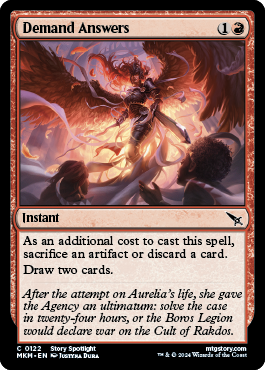 Demand Answers 1
Instant
As an additional cost to cast this spell,
sacrifice an artifact or discard a card.
Draw two cards.
After the attempt on Aurelia's life, she gave
the Agency an ultimatum: solve the case
in twenty-four hours, or the Boros Legion
would declare war on the Cult of Rakdos.
C 0122 Story Spotlight mtgstory.com
MKM • EN Justyna Dura ™ & © 2024 Wizards of the Coast